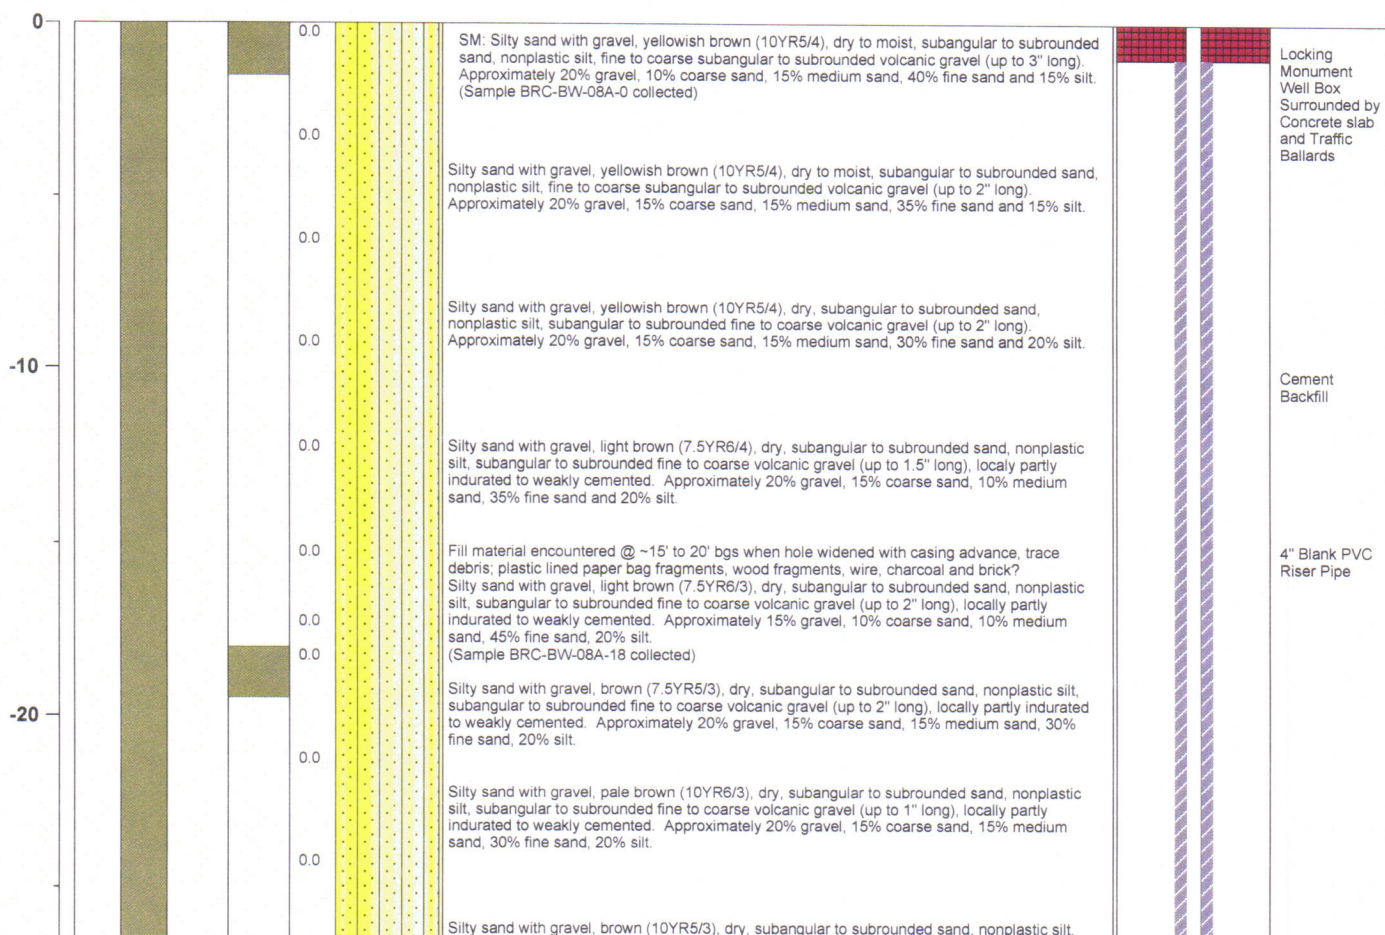 0
0.0
SM: Silty sand with gravel, yellowish brown (10YR5/4), dry to moist, subangular to subrounded
sand, nonplastic silt, fine to coarse subangular to subrounded volcanic gravel (up to 3" long).
Approximately 20% gravel, 10% coarse sand, 15% medium sand, 40% fine sand and 15% silt.
(Sample BRC-BW-08A-0 collected)
Locking
Monument
Well Box
Surrounded by
Concrete slab
and Traffic
Ballards
0.0
Silty sand with gravel, yellowish brown (10YR5/4), dry to moist, subangular to subrounded sand,
nonplastic silt, fine to coarse subangular to subrounded volcanic gravel (up to 2" long).
Approximately 20% gravel, 15% coarse sand, 15% medium sand, 35% fine sand and 15% silt.
0.0
Silty sand with gravel, yellowish brown (10YR5/4), dry, subangular to subrounded sand,
nonplastic silt, subangular to subrounded fine to coarse volcanic gravel (up to 2" long).
Approximately 20% gravel, 15% coarse sand, 15% medium sand, 30% fine sand and 20% silt.
0.0
-10
Cement
Backfill
0.0
Silty sand with gravel, light brown (7.5YR6/4), dry, subangular to subrounded sand, nonplastic
silt, subangular to subrounded fine to coarse volcanic gravel (up to 1.5" long), localy partly
indurated to weakly cemented. Approximately 20% gravel, 15% coarse sand, 10% medium
sand, 35% fine sand and 20% silt.
0.0
Fill material encountered @ ~15' to 20' bgs when hole widened with casing advance, trace
debris; plastic lined paper bag fragments, wood fragments, wire, charcoal and brick?
Silty sand with gravel, light brown (7.5YR6/3), dry, subangular to subrounded sand, nonplastic
silt, subangular to subrounded fine to coarse volcanic gravel (up to 2" long), locally partly
indurated to weakly cemented. Approximately 15% gravel, 10% coarse sand, 10% medium
sand, 45% fine sand, 20% silt.
(Sample BRC-BW-08A-18 collected)
4" Blank PVC
Riser Pipe
0.0
0.0
Silty sand with gravel, brown (7.5YR5/3), dry, subangular to subrounded sand, nonplastic silt,
subangular to subrounded fine to coarse volcanic gravel (up to 2" long), locally partly indurated
to weakly cemented. Approximately 20% gravel, 15% coarse sand, 15% medium sand, 30%
fine sand, 20% silt.
-20
0.0
Silty sand with gravel, pale brown (10YR6/3), dry, subangular to subrounded sand, nonplastic
silt, subangular to subrounded fine to coarse volcanic gravel (up to 1" long), locally partly
indurated to weakly cemented. Approximately 20% gravel, 15% coarse sand, 15% medium
sand, 30% fine sand, 20% silt.
0.0
Silty sand with gravel, brown (10YR5/3), dry, subangular to subrounded sand, nonplastic silt,